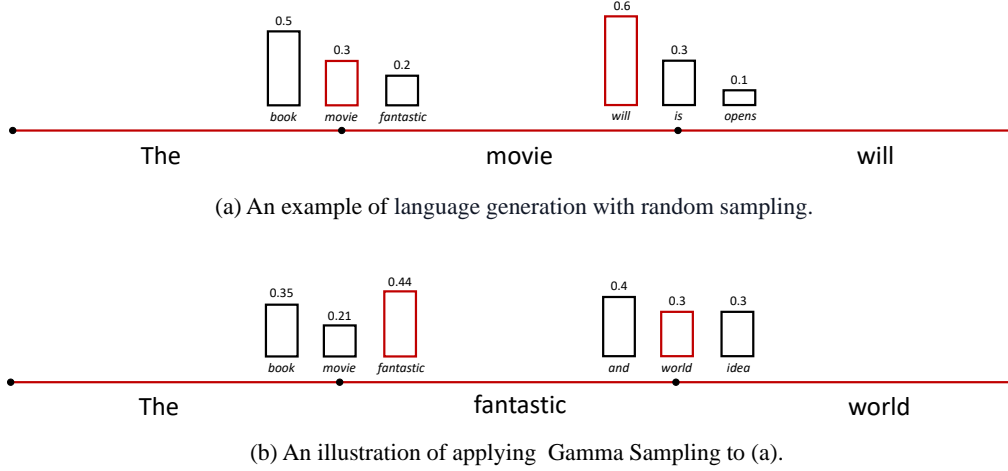 0.5 0.3 0.2 0.6 0.3 0.1
book movie fantastic will is opens
The movie will
(a) An example of language generation with random sampling.
0.35 0.21 0.44 0.4 0.3 0.3
book movie fantastic and world idea
The fantastic world
(b) An illustration of applying Gamma Sampling to (a).